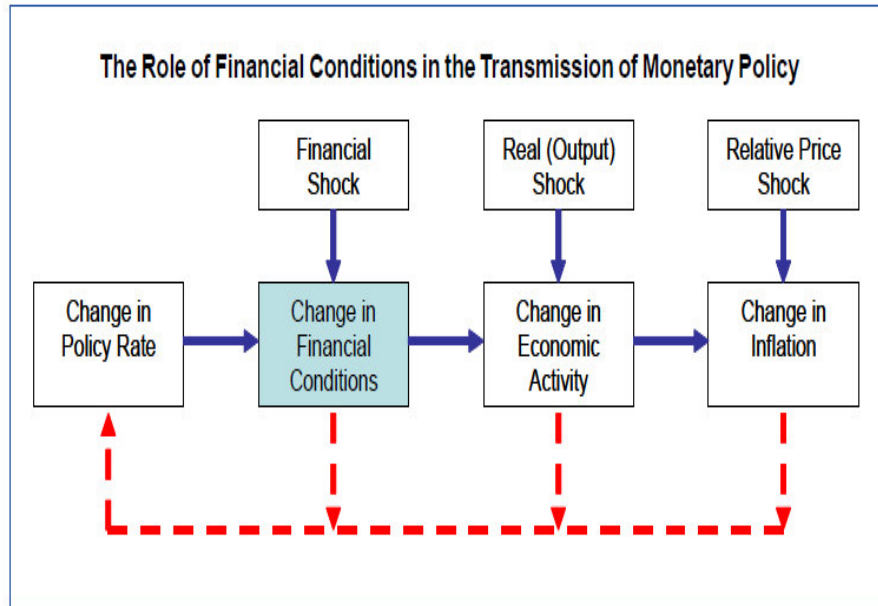 The Role of Financial Conditions in the Transmission of Monetary Policy
Financial
Shock
Real (Output)
Shock
Relative Price
Shock
Change in
Policy Rate
Change in
Financial
Conditions
Change in
Economic
Activity
Change in
Inflation